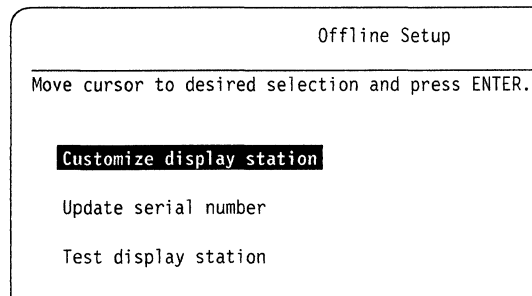 Offline Setup
Move cursor to desired selection and press ENTER.
Customize display station
Update serial number
Test display station